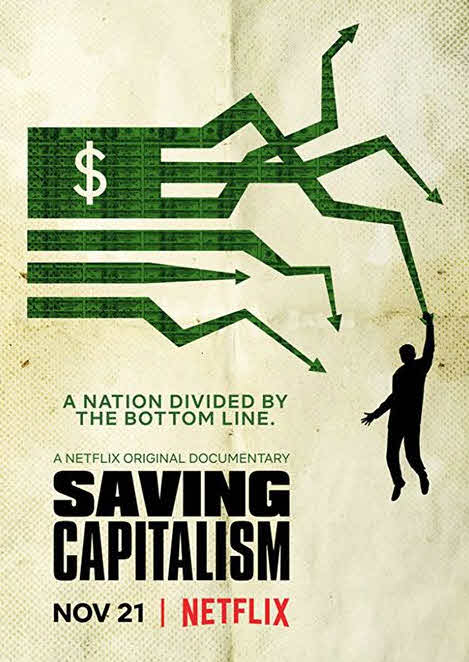 $
A NATION DIVIDED BY
THE BOTTOM LINE.
A NETFLIX ORIGINAL DOCUMENTARY
SAVING
CAPITALISM
NOV 21 | NETFLIX